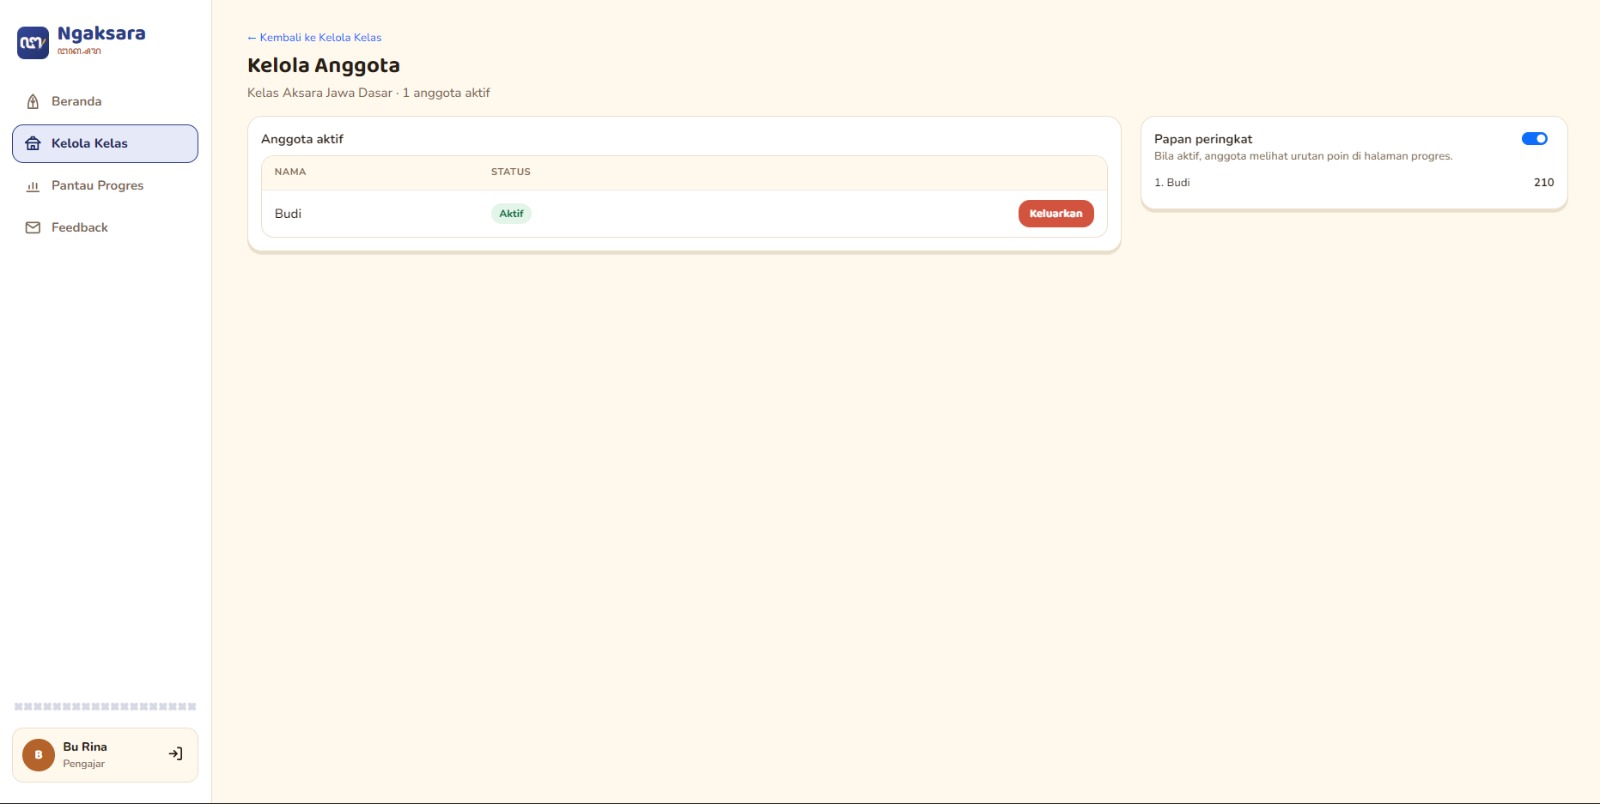 Ngaksara
← Kembali ke Kelola Kelas
Kelola Anggota
Kelas Aksara Jawa Dasar · 1 anggota aktif
Beranda
Kelola Kelas
Pantau Progres
Feedback
Anggota aktif
NAMA STATUS
Budi Aktif Keluarkan
Papan peringkat
Bila aktif, anggota melihat urutan poin di halaman progres.
1. Budi 210
B
Bu Rina
Pengajar